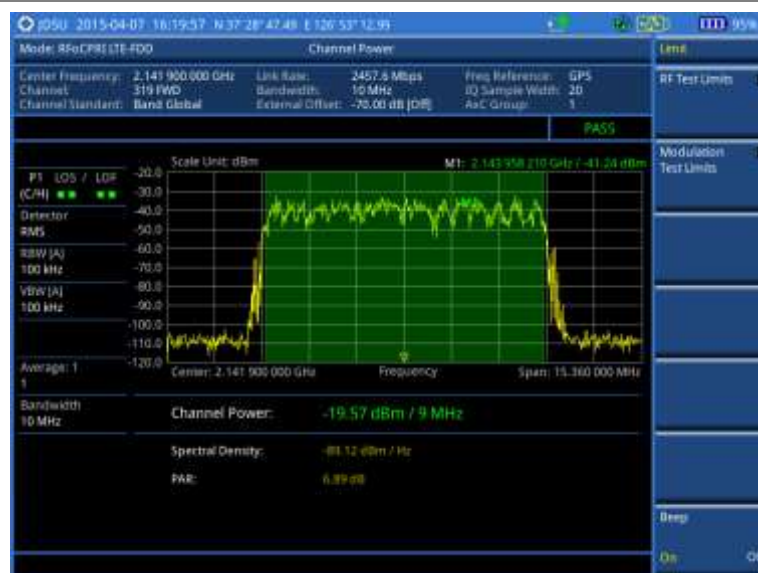 JDSU 2015-04-07 16:19:57 N 37° 28' 47.49 E 126° 53' 12.95 95%
Mode: RFoCPRI LTE-FDD Channel Power
Center Frequency: 2.141 900 000 GHz Link Rate: 2457.6 Mbps Freq Reference: GPS
Channel: 319 FWD Bandwidth: 10 MHz IQ Sample Width: 20
Channel Standard: Band Global External Offset: -70.00 dB [Off] AxC Group: 1
PASS
Scale Unit: dBm M1: 2.143 958 210 GHz / -41.24 dBm
P1 LOS / LOF
(C/H)
Detector
RMS
RBW [A]
100 kHz
VBW [A]
100 kHz
Average: 1
1
Bandwidth
10 MHz
-20.0
-30.0
-40.0
-50.0
-60.0
-70.0
-80.0
-90.0
-100.0
-110.0
-120.0
Center: 2.141 900 000 GHz Frequency Span: 15.360 000 MHz
Channel Power: -19.57 dBm / 9 MHz
Spectral Density: -89.12 dBm / Hz
PAR: 6.89 dB
Limit
RF Test Limits
Modulation
Test Limits
Beep
On